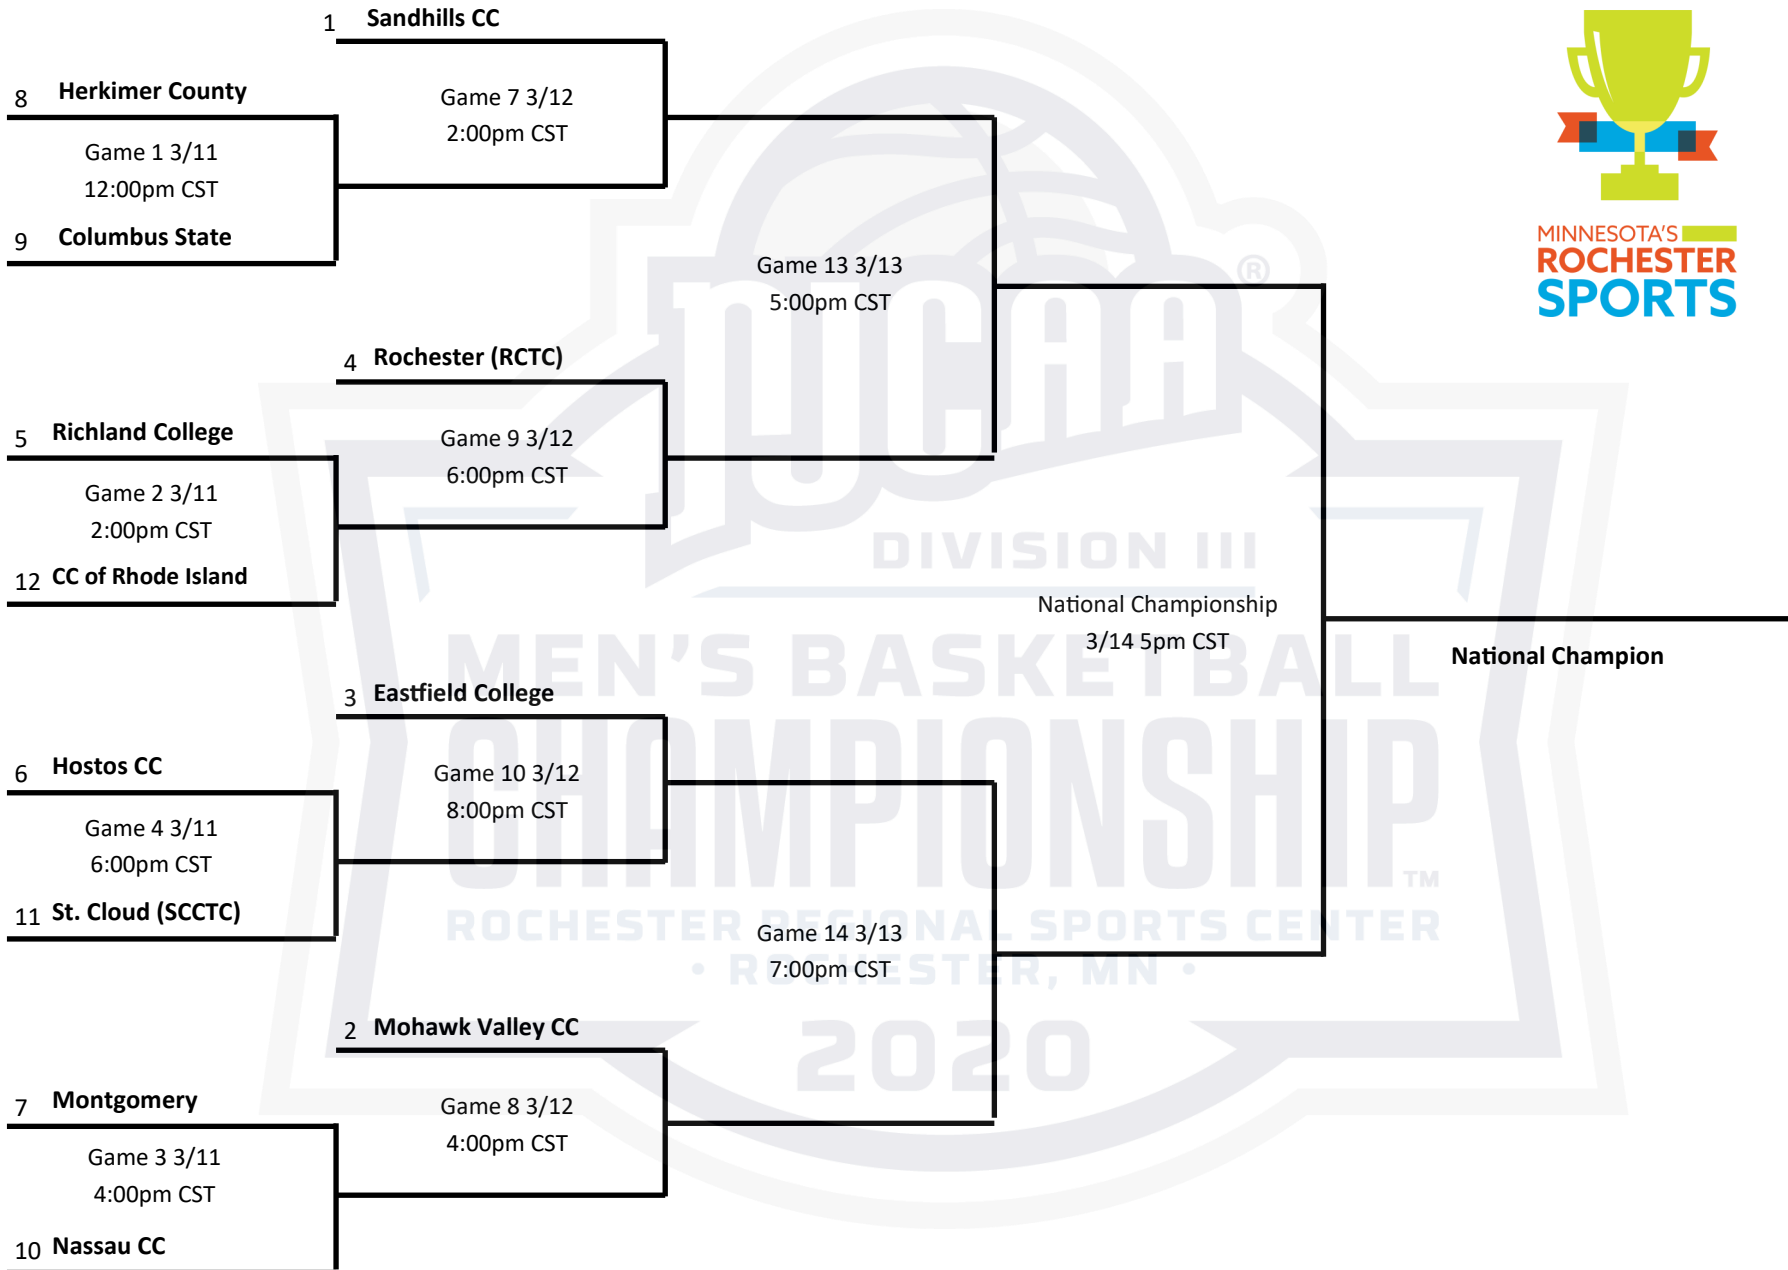 1 Sandhills CC
8 Herkimer County
Game 7 3/12
2:00pm CST
Game 1 3/11
12:00pm CST
9 Columbus State
MINNESOTA'S
ROCHESTER
SPORTS
Game 13 3/13
5:00pm CST
NJCAA®
4 Rochester (RCTC)
5 Richland College
Game 9 3/12
6:00pm CST
Game 2 3/11
2:00pm CST
DIVISION III
12 CC of Rhode Island
National Championship
3/14 5pm CST
National Champion
MEN'S BASKETBALL
3 Eastfield College
6 Hostos CC
Game 10 3/12
8:00pm CST
CHAMPIONSHIP™
Game 4 3/11
6:00pm CST
11 St. Cloud (SCCTC)
ROCHESTER REGIONAL SPORTS CENTER
Game 14 3/13
7:00pm CST
• ROCHESTER, MN •
2 Mohawk Valley CC
2020
7 Montgomery
Game 8 3/12
4:00pm CST
Game 3 3/11
4:00pm CST
10 Nassau CC